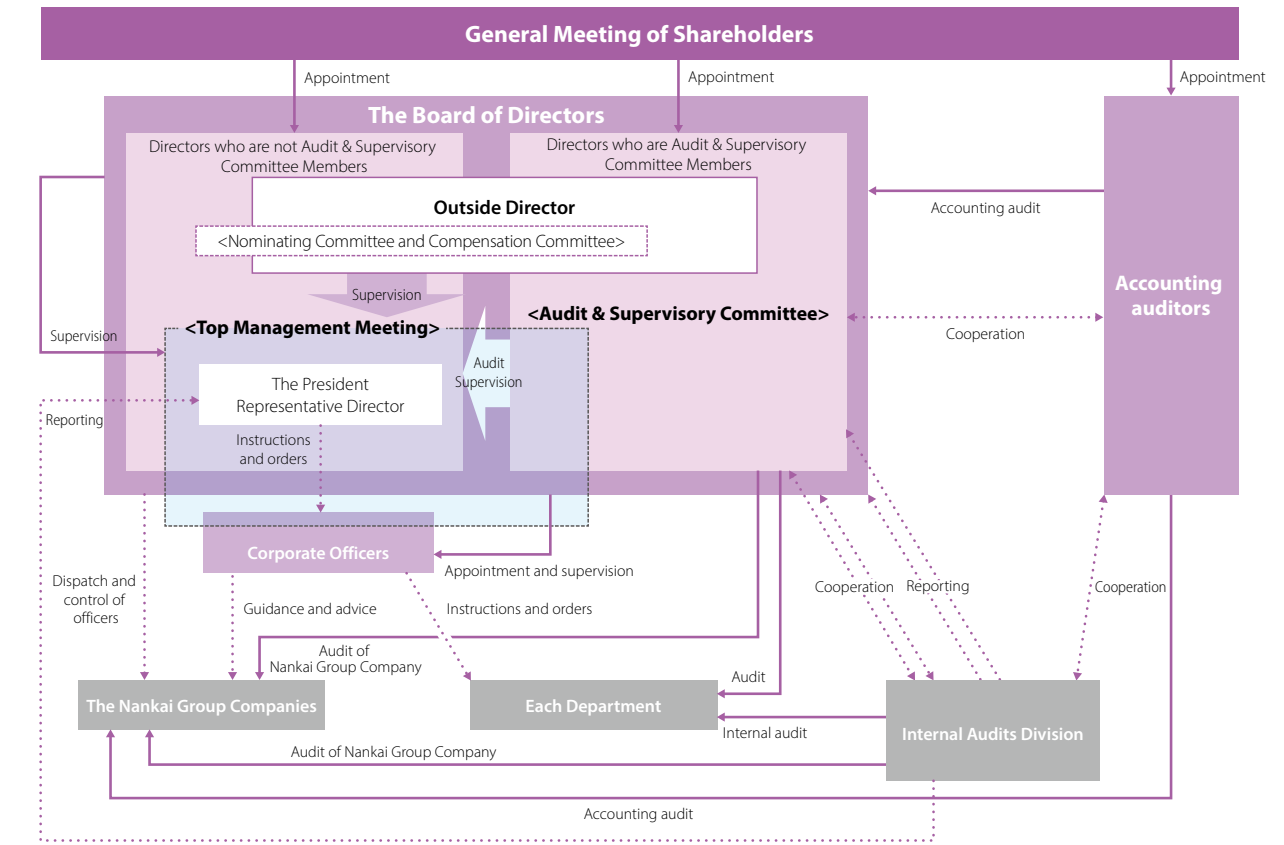 General Meeting of Shareholders
Appointment
Appointment
Appointment
The Board of Directors
Directors who are not Audit & Supervisory
Committee Members
Directors who are Audit & Supervisory
Committee Members
Outside Director
<Nominating Committee and Compensation Committee>
Accounting audit
Accounting
auditors
Supervision
<Top Management Meeting>
<Audit & Supervisory Committee>
Supervision
Cooperation
Audit
Supervision
The President
Representative Director
Reporting
Instructions
and orders
Corporate Officers
Appointment and supervision
Dispatch and
control of
officers
Guidance and advice
Instructions and orders
Cooperation
Reporting
Cooperation
Audit of
Nankai Group Company
Audit
The Nankai Group Companies
Each Department
Internal Audits Division
Internal audit
Audit of Nankai Group Company
Accounting audit